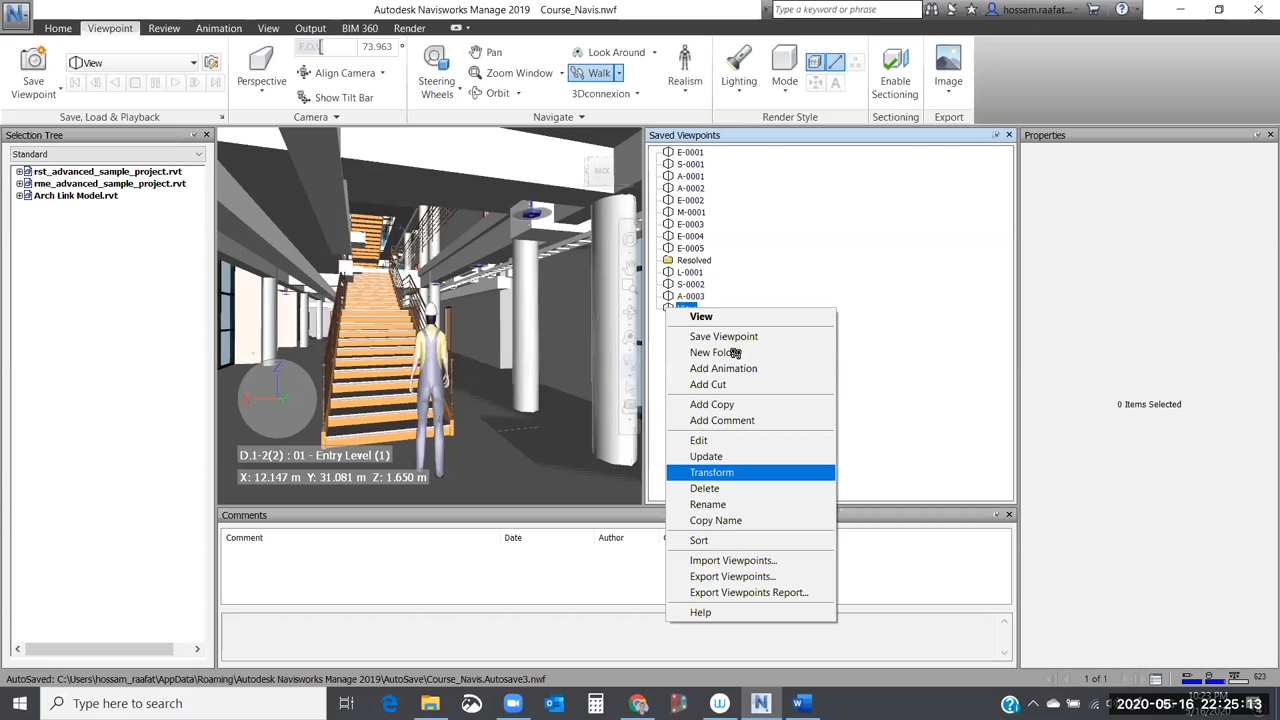 Autodesk Navisworks Manage 2019 Course_Navis.nwf
Type a keyword or phrase
hossam.raafat...
Home Viewpoint Review Animation View Output BIM 360 Render
Save Viewpoint
View
Save, Load & Playback
Perspective
F.O.V. 73.963 °
Align Camera
Show Tilt Bar
Camera
Steering Wheels
Pan
Zoom Window
Orbit
Look Around
Walk
3Dconnexion
Navigate
Realism
Lighting
Mode
Render Style
Enable Sectioning
Sectioning
Image
Export
Selection Tree
Standard
rst_advanced_sample_project.rvt
rme_advanced_sample_project.rvt
Arch Link Model.rvt
BACK
Z
X
Y
D.1-2(2) : 01 - Entry Level (1)
X: 12.147 m Y: 31.081 m Z: 1.650 m
Saved Viewpoints
E-0001
S-0001
A-0001
A-0002
E-0002
M-0001
E-0003
E-0004
E-0005
Resolved
L-0001
S-0002
A-0003
View
Save Viewpoint
New Folder
Add Animation
Add Cut
Add Copy
Add Comment
Edit
Update
Transform
Delete
Rename
Copy Name
Sort
Import Viewpoints...
Export Viewpoints...
Export Viewpoints Report...
Help
Properties
0 Items Selected
Comments
Comment Date Author
AutoSaved: C:\Users\hossam_raafat\AppData\Roaming\Autodesk Navisworks Manage 2019\AutoSave\Course_Navis.Autosave3.nwf
1 of 1
623
Type here to search
10:23 PM
2020-05-16 22:25:13